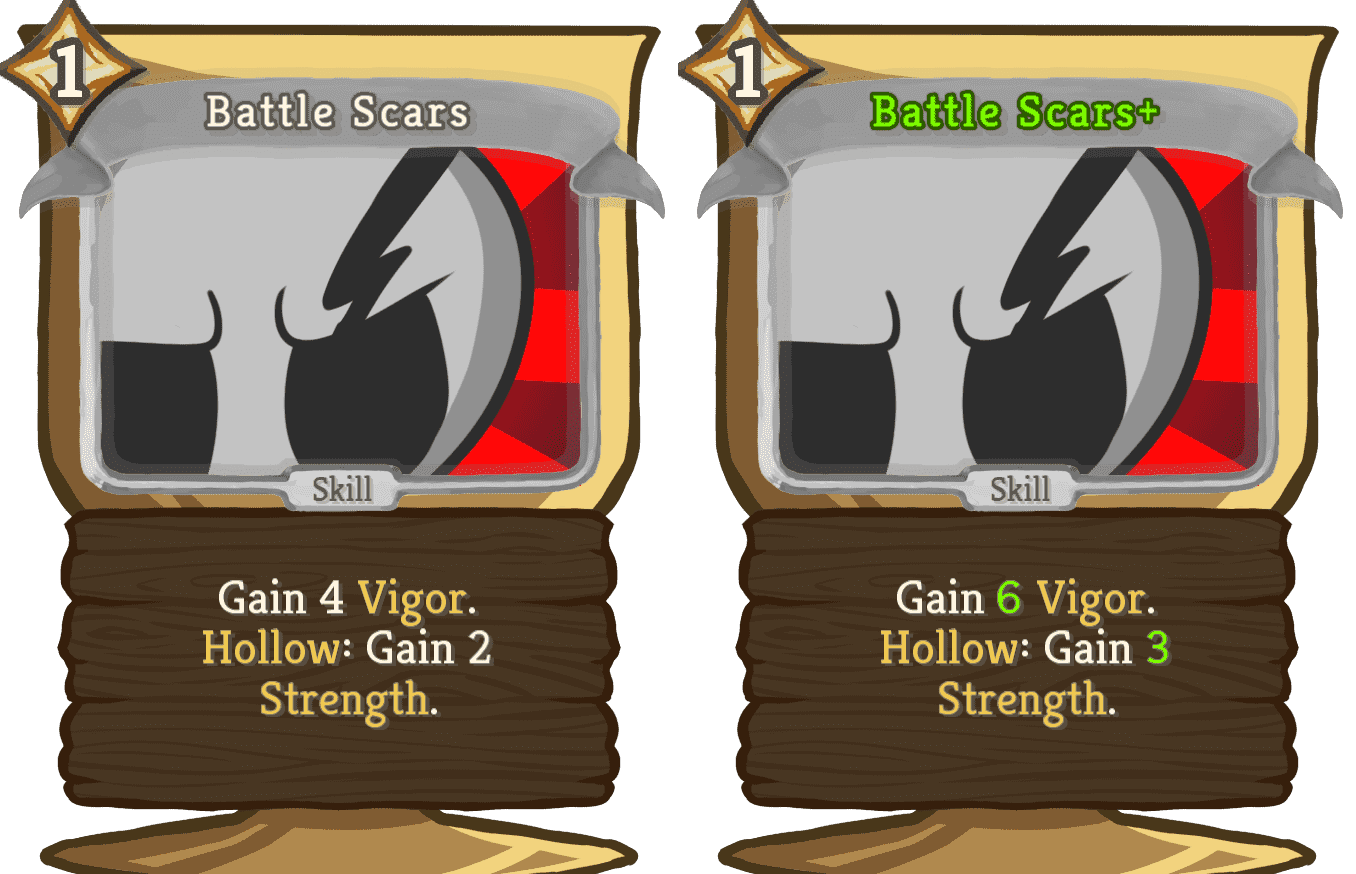 1
Battle Scars
Skill
Gain 4 Vigor.
Hollow: Gain 2
Strength.
1
Battle Scars+
Skill
Gain 6 Vigor.
Hollow: Gain 3
Strength.